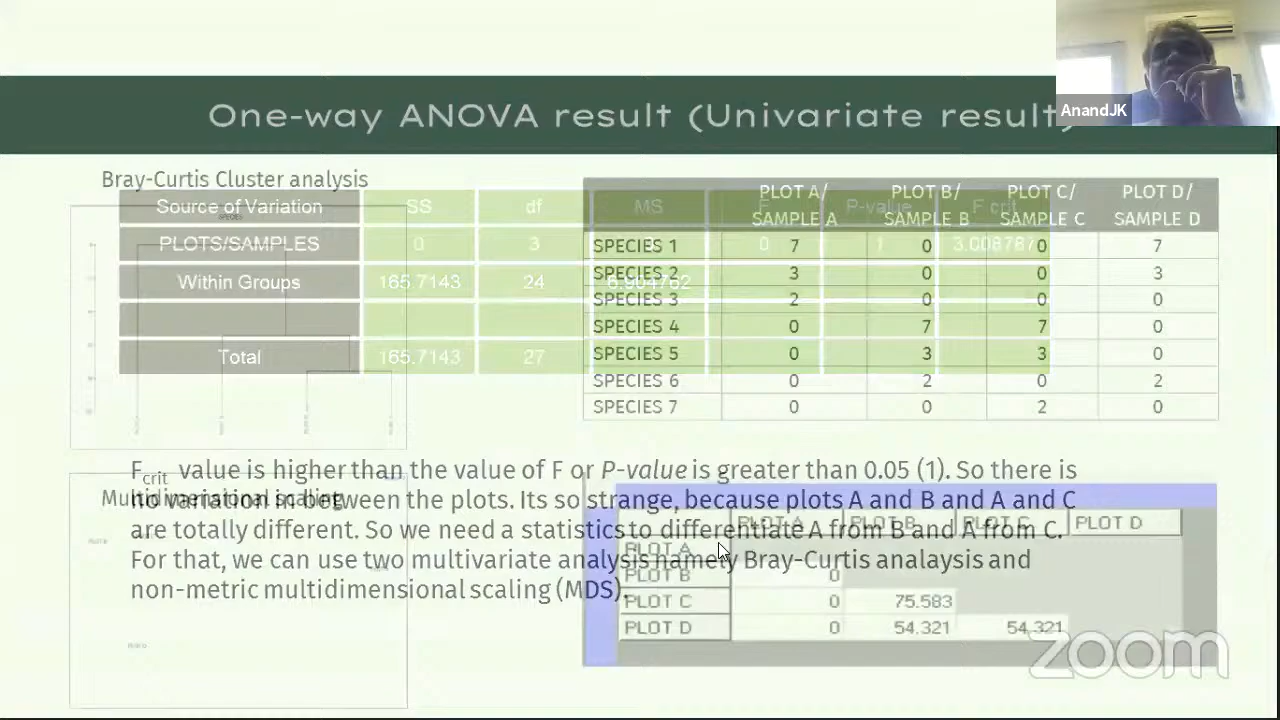 One-way ANOVA result (Univariate result)
AnandJK
Bray-Curtis Cluster analysis
Source of Variation SS df MS F P-value F crit
PLOTS/SAMPLES 0 3 0 1 3.008787
Within Groups 165.7143 24 6.904762
Total 165.7143 27
PLOT A/ PLOT B/ PLOT C/ PLOT D/
SAMPLE A SAMPLE B SAMPLE C SAMPLE D
SPECIES 1 7 0 0 7
SPECIES 2 3 0 0 3
SPECIES 3 2 0 0 0
SPECIES 4 0 7 7 0
SPECIES 5 0 3 3 0
SPECIES 6 0 2 0 2
SPECIES 7 0 0 2 0
Fcrit value is higher than the value of F or P-value is greater than 0.05 (1). So there is
no variation in between the plots. Its so strange, because plots A and B and A and C
are totally different. So we need a statistics to differentiate A from B and A from C.
For that, we can use two multivariate analysis namely Bray-Curtis analaysis and
non-metric multidimensional scaling (MDS).
Multidimensional scaling
PLOT A PLOT B PLOT C PLOT D
PLOT A
PLOT B 0
PLOT C 0 75.583
PLOT D 0 54.321 54.321
zoom